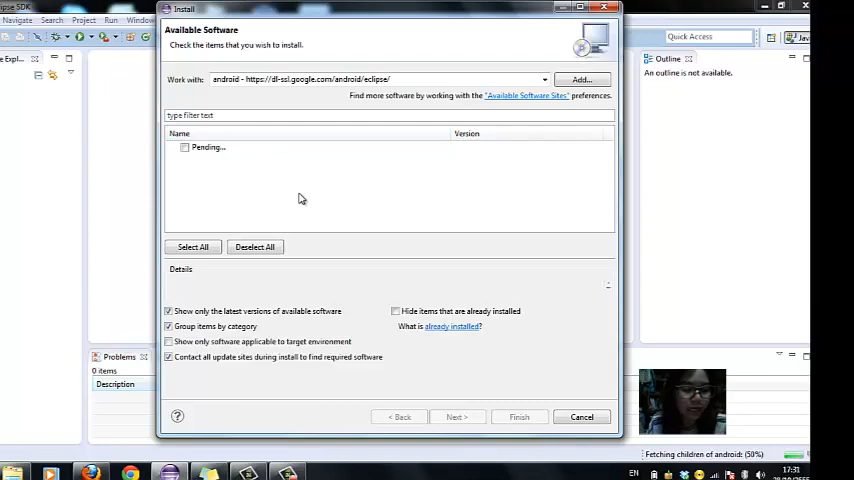 ipse SDK
Install
Navigate Search Project Run Window
Quick Access
Java
Available Software
Check the items that you wish to install.
Work with: android - https://dl-ssl.google.com/android/eclipse/ Add...
Find more software by working with the "Available Software Sites" preferences.
type filter text
Name Version
Pending...
Select All Deselect All
Details
Show only the latest versions of available software
Hide items that are already installed
Group items by category
What is already installed?
Show only software applicable to target environment
Contact all update sites during install to find required software
? < Back Next > Finish Cancel
e Expl...
Outline
An outline is not available.
Problems
0 items
Description
Fetching children of android: (50%)
EN
17:31